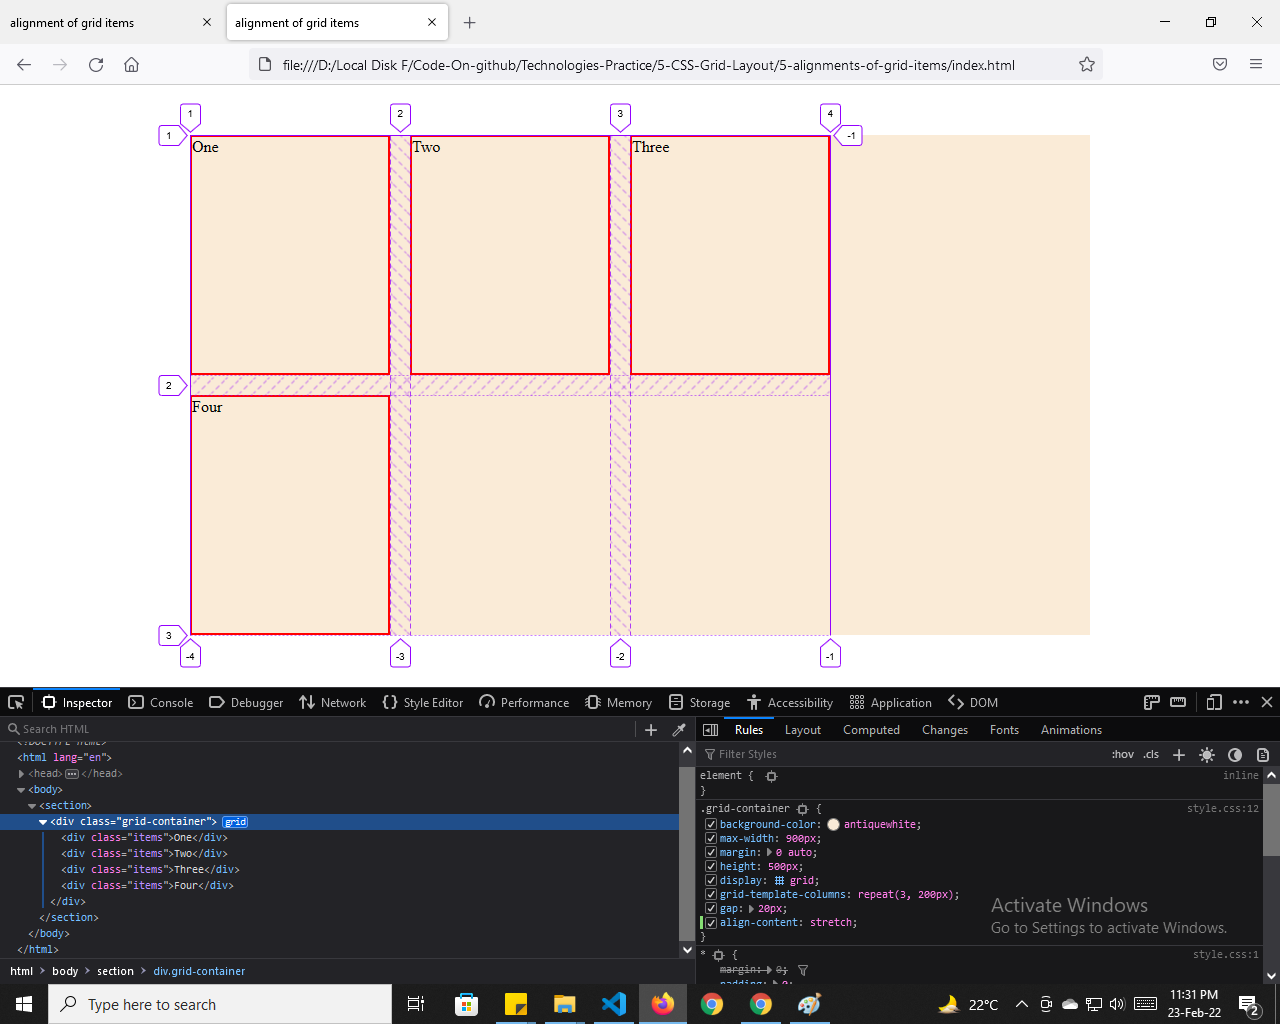 alignment of grid items
alignment of grid items
file:///D:/Local Disk F/Code-On-github/Technologies-Practice/5-CSS-Grid-Layout/5-alignments-of-grid-items/index.html
1 2 3 4
1 -1
One Two Three
2
Four
3
-4 -3 -2 -1
Inspector Console Debugger Network Style Editor Performance Memory Storage Accessibility Application DOM
Search HTML
Rules Layout Computed Changes Fonts Animations
Filter Styles :hov .cls
<!DOCTYPE html>
<html lang="en">
<head> </head>
<body>
<section>
<div class="grid-container"> grid
<div class="items">One</div>
<div class="items">Two</div>
<div class="items">Three</div>
<div class="items">Four</div>
</div>
</section>
</body>
</html>
html > body > section > div.grid-container
element { inline
}
.grid-container { style.css:12
background-color: antiquewhite;
max-width: 900px;
margin: 0 auto;
height: 500px;
display: grid;
grid-template-columns: repeat(3, 200px);
gap: 20px;
align-content: stretch;
}
* { style.css:1
margin: 0;
padding: 0;
Activate Windows
Go to Settings to activate Windows.
Type here to search
22°C
11:31 PM
23-Feb-22
2